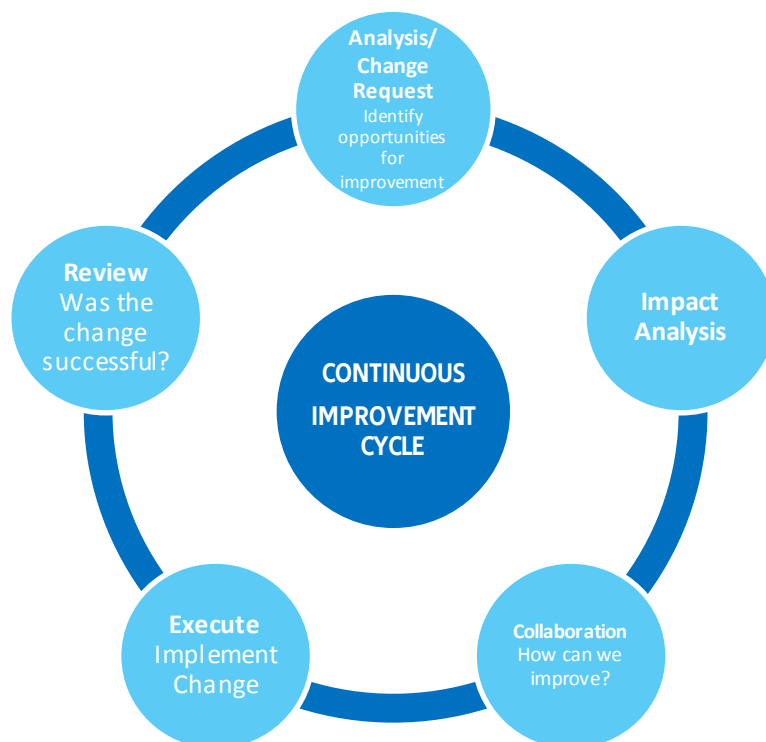 Analysis/
Change
Request
Identify
opportunities
for
improvement
Impact
Analysis
Collaboration
How can we
improve?
Execute
Implement
Change
Review
Was the
change
successful?
CONTINUOUS
IMPROVEMENT
CYCLE